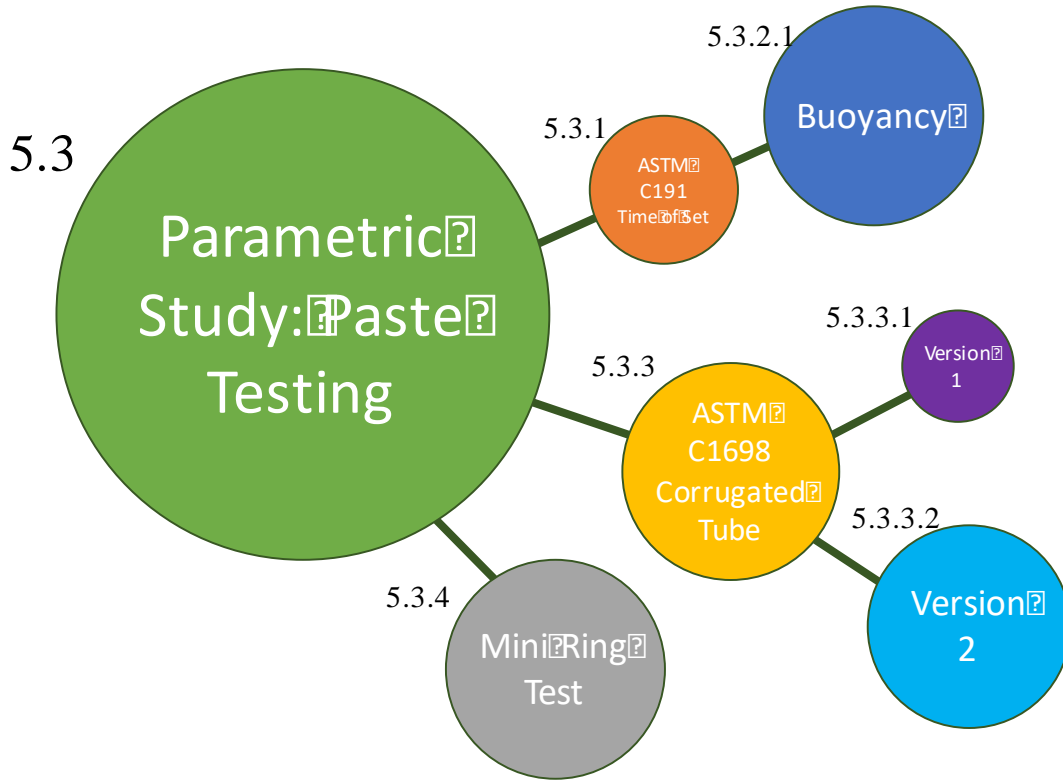 5.3
Parametric
Study: Paste
Testing
5.3.1
ASTM
C191
Time of Set
5.3.2.1
Buoyancy
5.3.3
ASTM
C1698
Corrugated
Tube
5.3.3.1
Version
1
5.3.3.2
Version
2
5.3.4
Mini Ring
Test